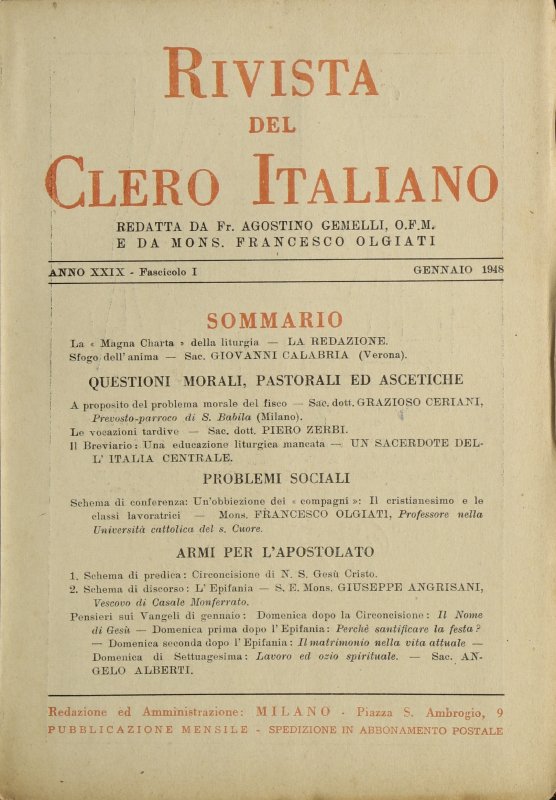 RIVISTA
DEL
CLERO ITALIANO
REDATTA DA Fr. AGOSTINO GEMELLI, O.F.M.
E DA MONS. FRANCESCO OLGIATI
ANNO XXIX - Fascicolo I GENNAIO 1948
SOMMARIO
La « Magna Charta » della liturgia — LA REDAZIONE.
Sfogo dell'anima — Sac. GIOVANNI CALABRIA (Verona).
QUESTIONI MORALI, PASTORALI ED ASCETICHE
A proposito del problema morale del fisco — Sac. dott. GRAZIOSO CERIANI,
Prevosto-parroco di S. Babila (Milano).
Le vocazioni tardive — Sac. dott. PIERO ZERBI.
Il Breviario: Una educazione liturgica mancata — UN SACERDOTE DEL-
L' ITALIA CENTRALE.
PROBLEMI SOCIALI
Schema di conferenza: Un'obbiezione dei « compagni »: Il cristianesimo e le
classi lavoratrici — Mons. FRANCESCO OLGIATI, Professore nella
Università cattolica del s. Cuore.
ARMI PER L'APOSTOLATO
1. Schema di predica: Circoncisione di N. S. Gesù Cristo.
2. Schema di discorso: L' Epifania — S. E. Mons. GIUSEPPE ANGRISANI,
Vescovo di Casale Monferrato.
Pensieri sui Vangeli di gennaio: Domenica dopo la Circoncisione: Il Nome
di Gesù — Domenica prima dopo l' Epifania: Perchè santificare la festa?
— Domenica seconda dopo l' Epifania: Il matrimonio nella vita attuale —
Domenica di Settuagesima: Lavoro ed ozio spirituale. — Sac. AN-
GELO ALBERTI.
Redazione ed Amministrazione: MILANO - Piazza S. Ambrogio, 9
PUBBLICAZIONE MENSILE - SPEDIZIONE IN ABBONAMENTO POSTALE